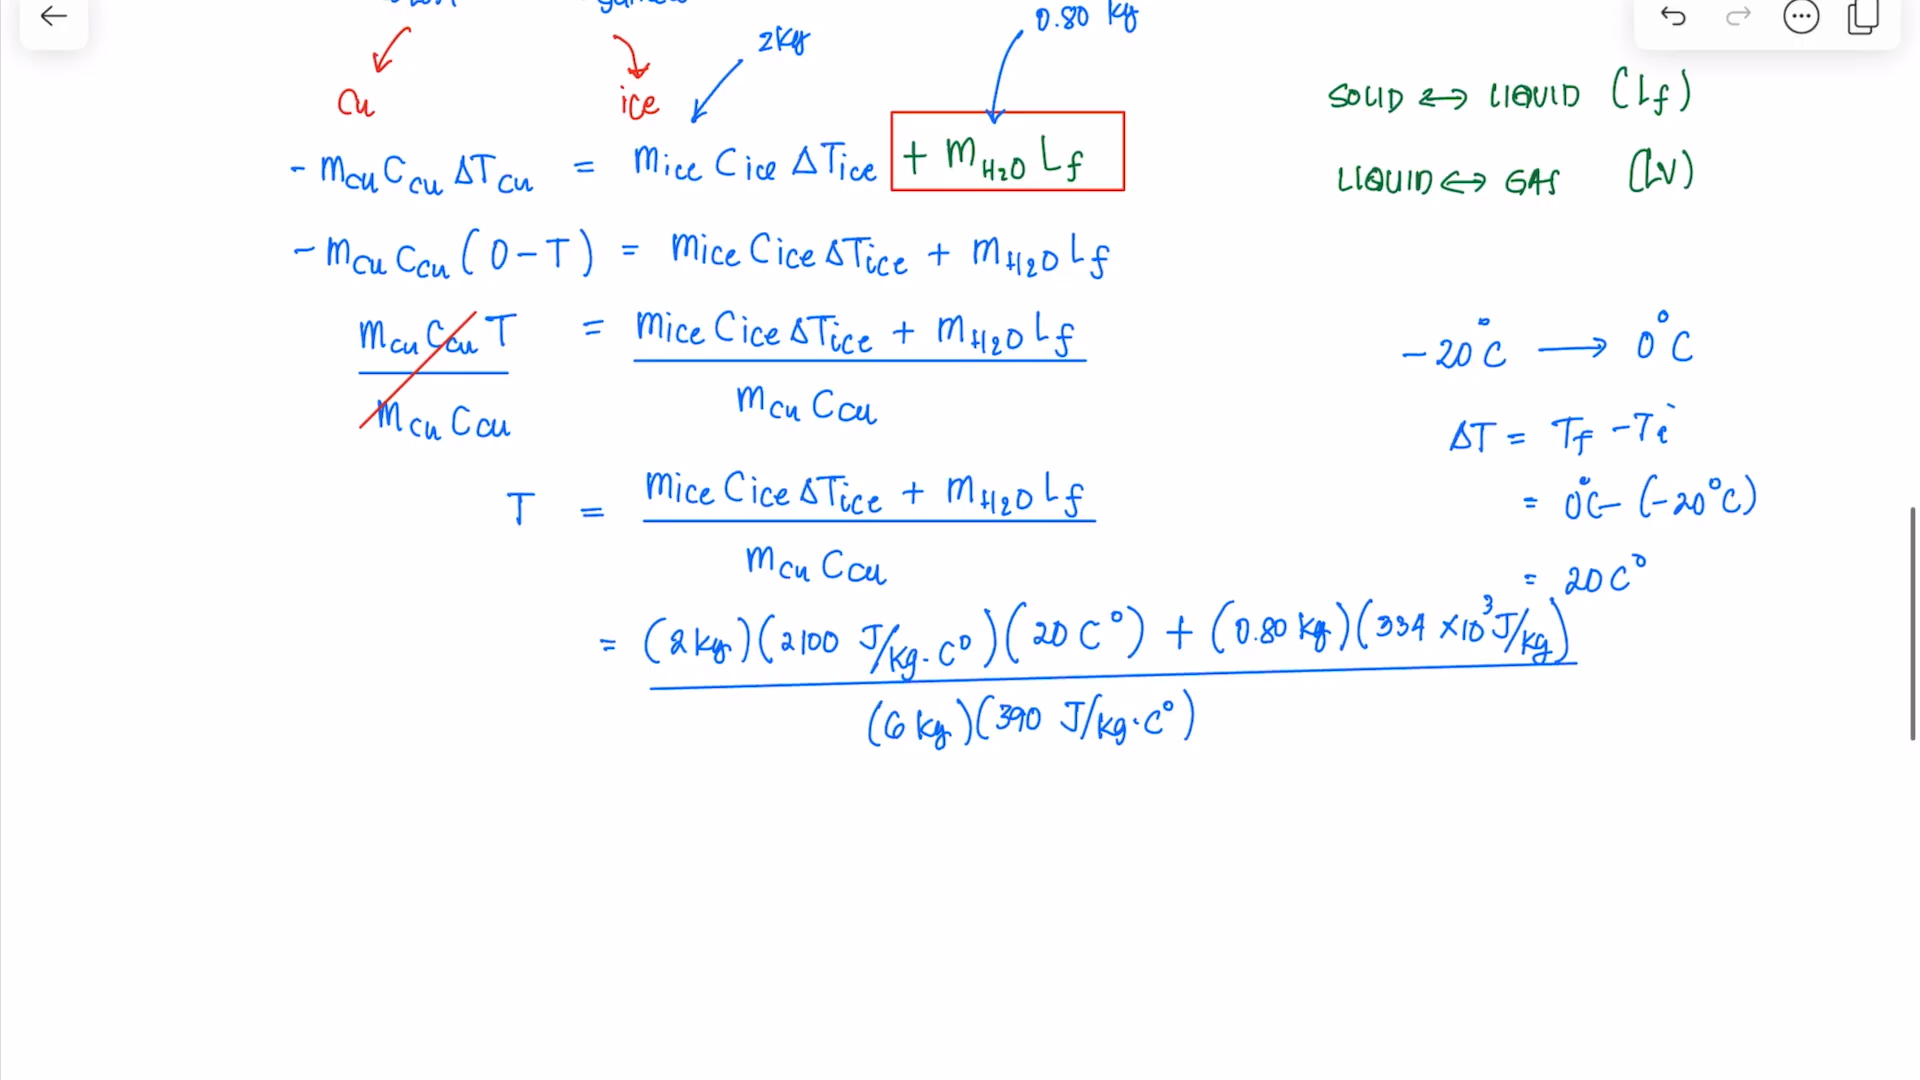 2kg
0.80 kg
Cu
ice
- mcu Ccu ΔTcu = mice Cice ΔTice + mH₂O Lf
- mcu Ccu (0 - T) = mice Cice ΔTice + mH₂O Lf
mcu Ccu T = mice Cice ΔTice + mH₂O Lf
mcu Ccu
mcu Ccu
T = mice Cice ΔTice + mH₂O Lf
mcu Ccu
= (2 kg)(2100 J/kg·C°)(20 C°) + (0.80 kg)(334 ×10³ J/kg)
(6 kg)(390 J/kg·C°)
SOLID ↔ LIQUID (Lf)
LIQUID ↔ GAS (LV)
-20°C → 0°C
ΔT = Tf - Ti
= 0°C - (-20°C)
= 20 C°